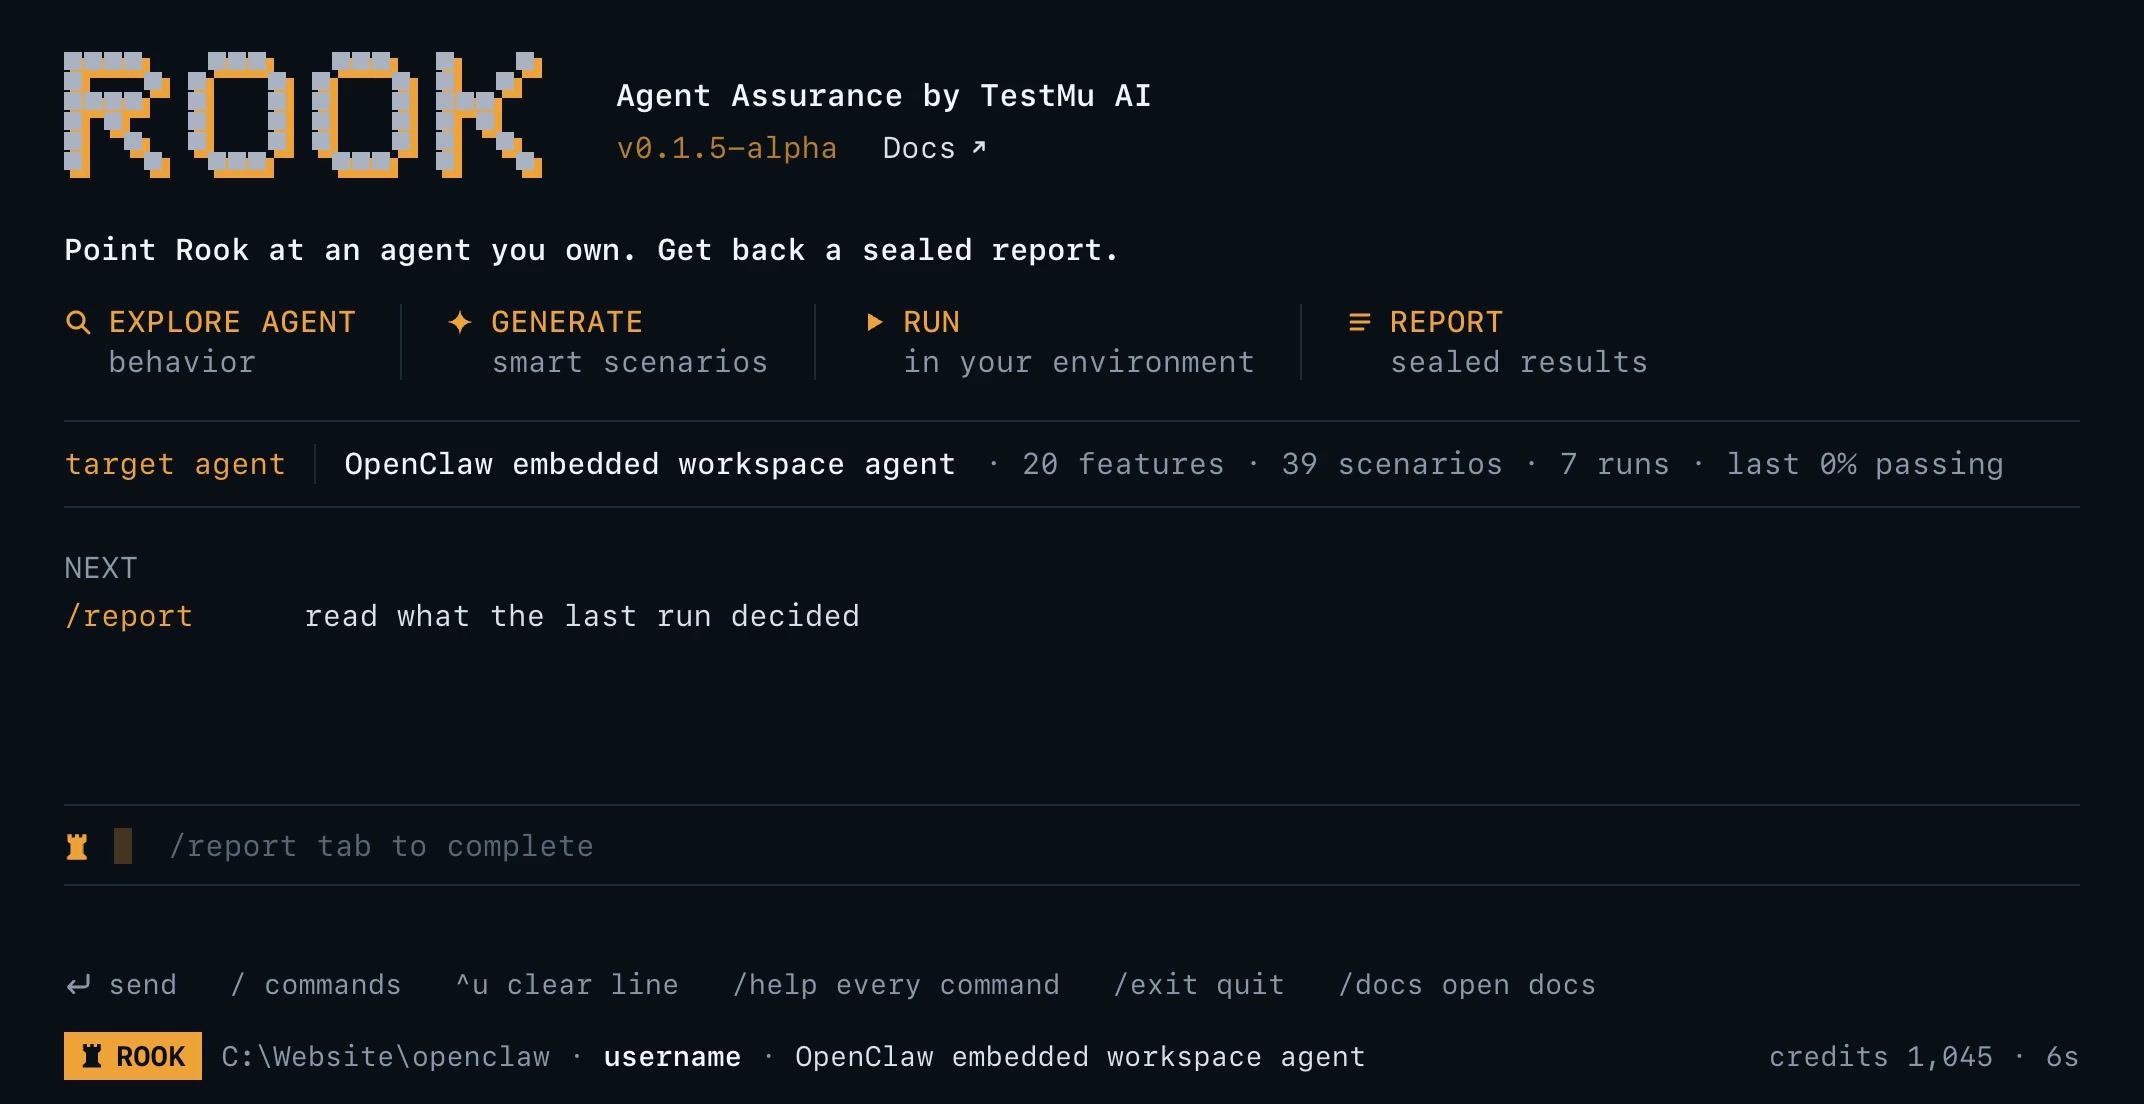 ROOK
Agent Assurance by TestMu AI
v0.1.5-alpha Docs ↗
Point Rook at an agent you own. Get back a sealed report.
EXPLORE AGENT GENERATE RUN REPORT
behavior smart scenarios in your environment sealed results
target agent OpenClaw embedded workspace agent · 20 features · 39 scenarios · 7 runs · last 0% passing
NEXT
/report read what the last run decided
/report tab to complete
↵ send / commands ^u clear line /help every command /exit quit /docs open docs
ROOK C:\Website\openclaw · username · OpenClaw embedded workspace agent credits 1,045 · 6s